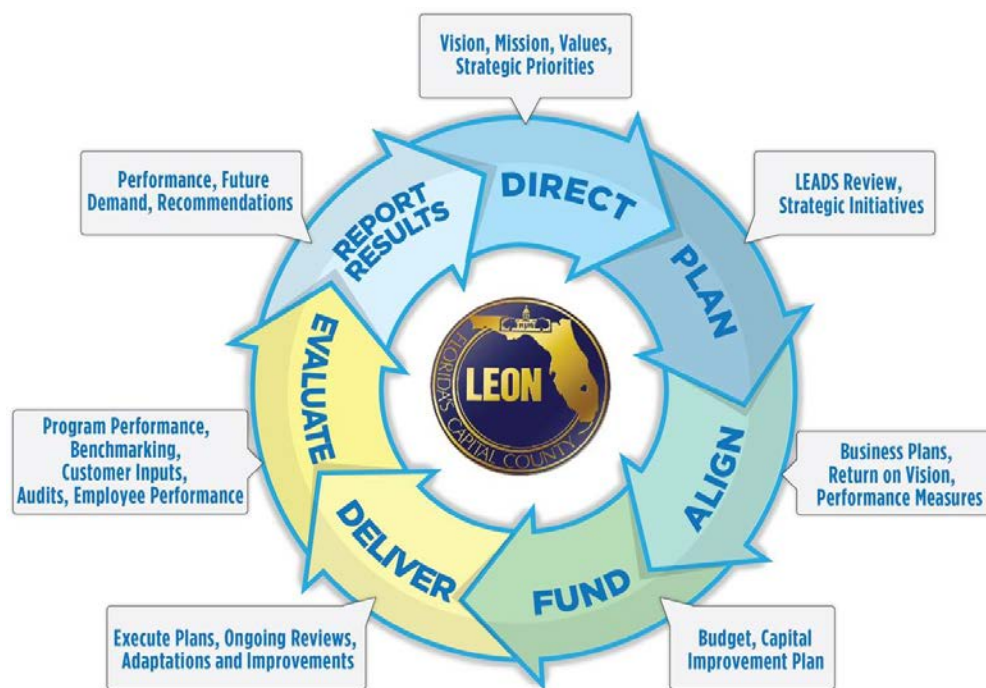 Vision, Mission, Values,
Strategic Priorities
DIRECT
LEADS Review,
Strategic Initiatives
PLAN
Business Plans,
Return on Vision,
Performance Measures
ALIGN
Budget, Capital
Improvement Plan
FUND
Execute Plans, Ongoing Reviews,
Adaptations and Improvements
DELIVER
Program Performance,
Benchmarking,
Customer Inputs,
Audits, Employee Performance
EVALUATE
Performance, Future
Demand, Recommendations
REPORT
RESULTS
LEON
FLORIDA'S CAPITAL COUNTY